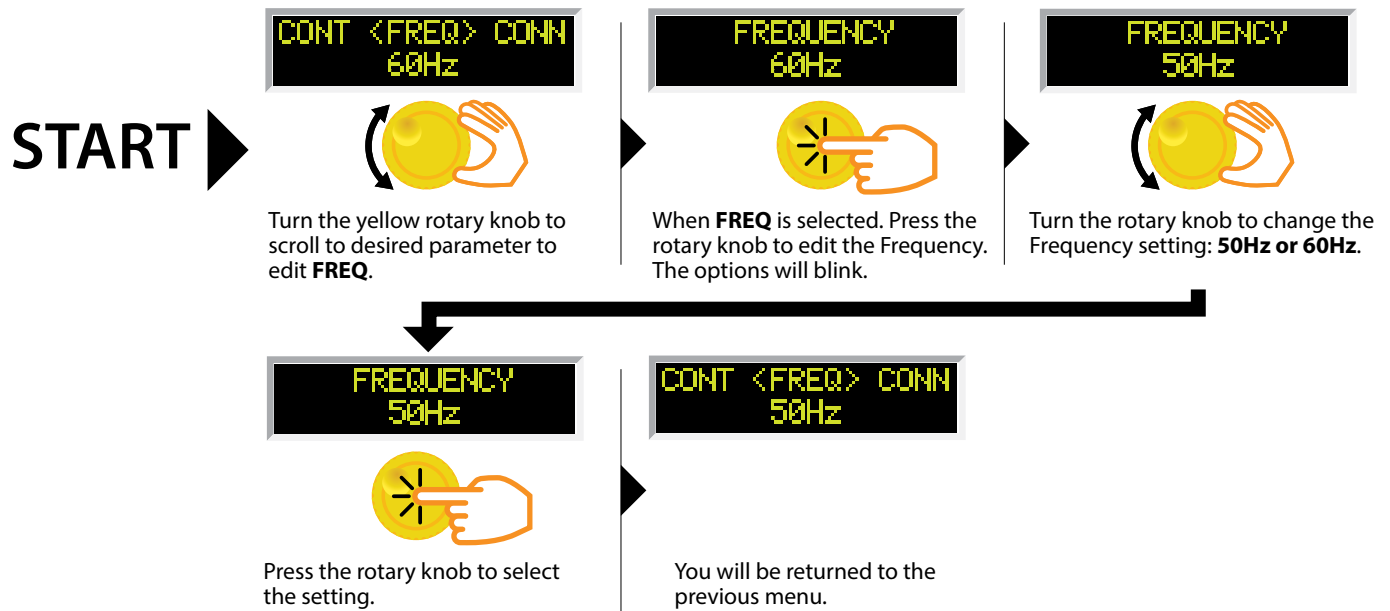 START
CONT <FREQ> CONN
60Hz
Turn the yellow rotary knob to
scroll to desired parameter to
edit FREQ.
FREQUENCY
60Hz
When FREQ is selected. Press the
rotary knob to edit the Frequency.
The options will blink.
FREQUENCY
50Hz
Turn the rotary knob to change the
Frequency setting: 50Hz or 60Hz.
FREQUENCY
50Hz
Press the rotary knob to select
the setting.
CONT <FREQ> CONN
50Hz
You will be returned to the
previous menu.